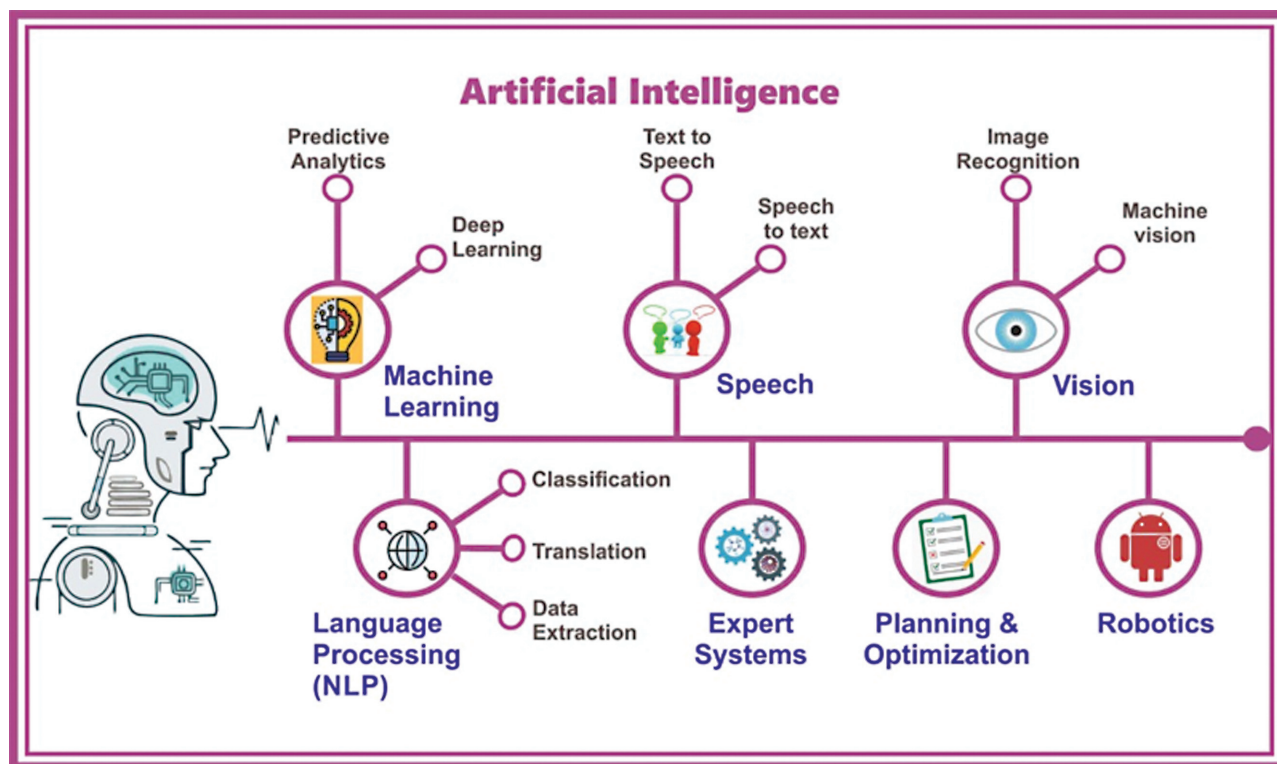 Artificial Intelligence
Predictive
Analytics
Deep
Learning
Machine
Learning
Text to
Speech
Speech
to text
Speech
Image
Recognition
Machine
vision
Vision
Classification
Translation
Data
Extraction
Language
Processing
(NLP)
Expert
Systems
Planning &
Optimization
Robotics